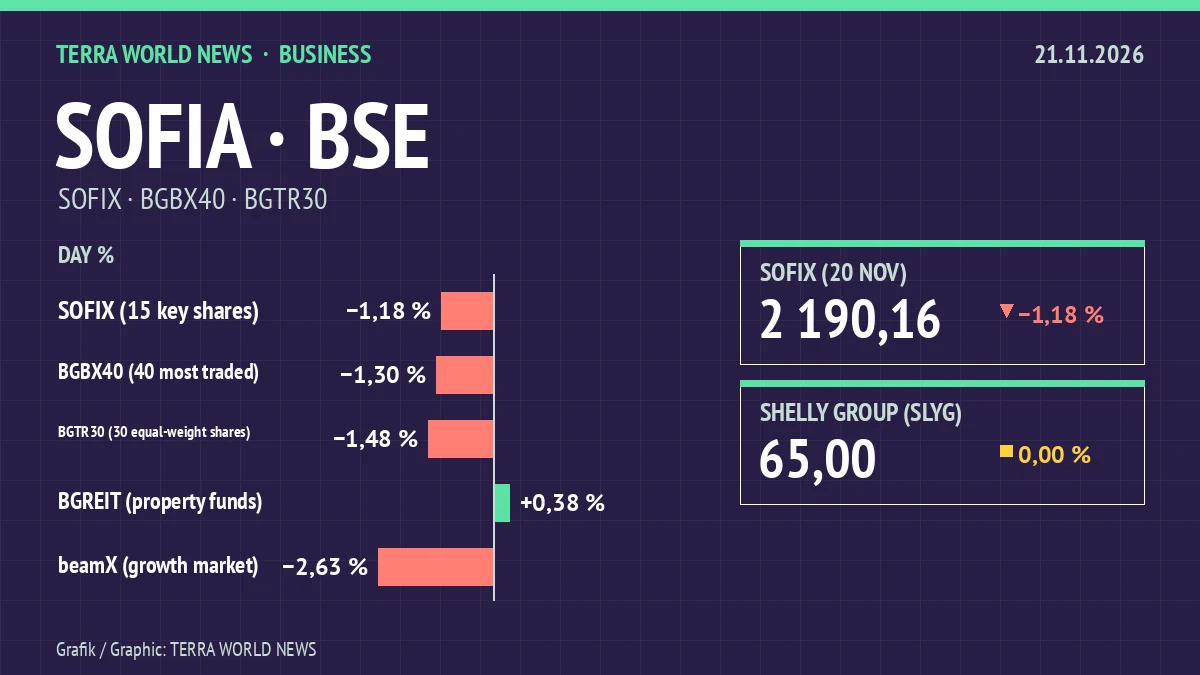 TERRA WORLD NEWS · BUSINESS
21.11.2026
SOFIA · BSE
SOFIX · BGBX40 · BGTR30
DAY %
SOFIX (15 key shares) −1,18 %
BGBX40 (40 most traded) −1,30 %
BGTR30 (30 equal-weight shares) −1,48 %
BGREIT (property funds) +0,38 %
beamX (growth market) −2,63 %
SOFIX (20 NOV)
2 190,16 ▼−1,18 %
SHELLY GROUP (SLYG)
65,00 ■0,00 %
Grafik / Graphic: TERRA WORLD NEWS